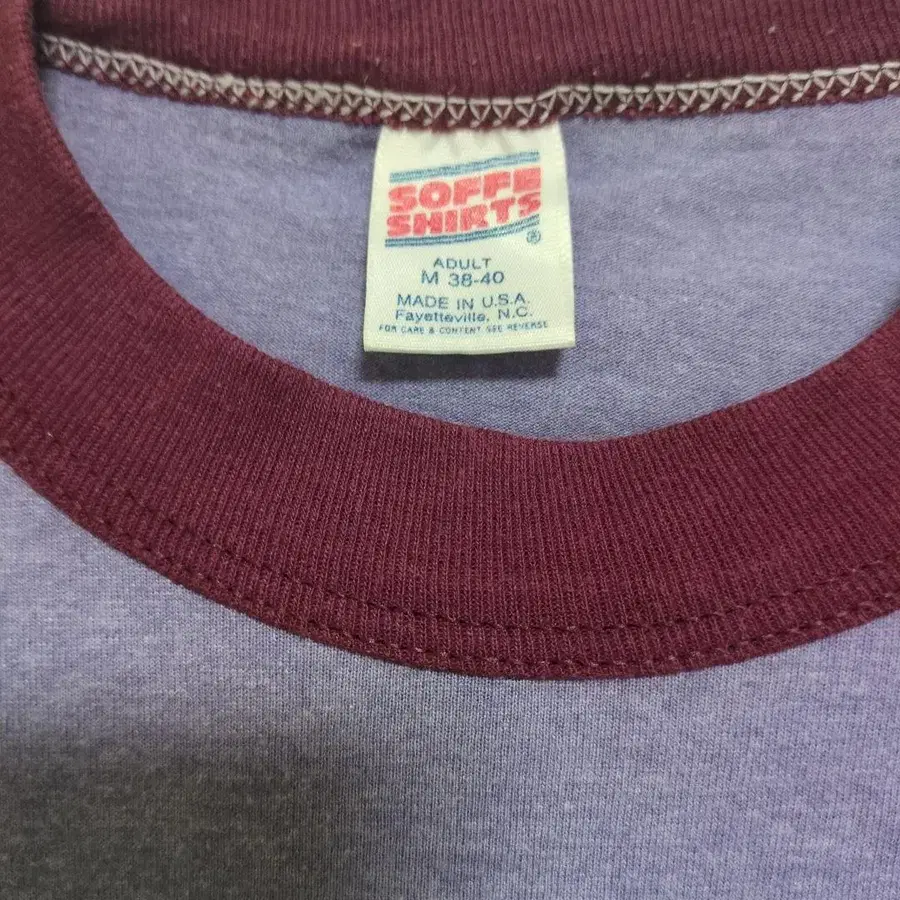 SOFFE
SHIRTS
®
ADULT
M 38-40
MADE IN U.S.A.
Fayetteville, N.C.
FOR CARE & CONTENT SEE REVERSE